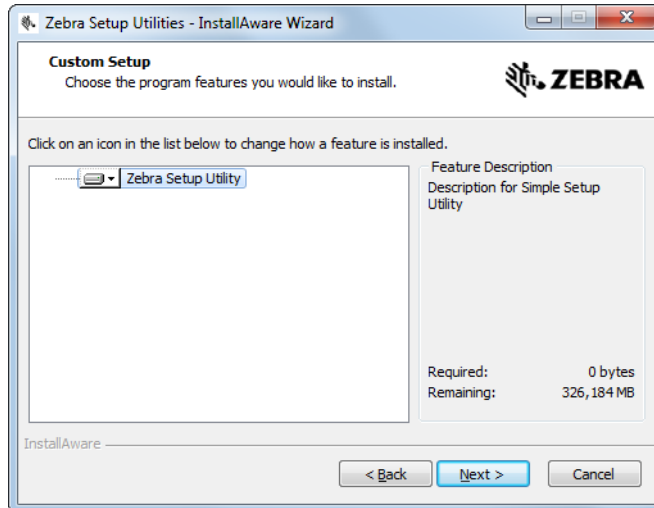 Zebra Setup Utilities - InstallAware Wizard
Custom Setup
Choose the program features you would like to install.
ZEBRA
Click on an icon in the list below to change how a feature is installed.
Zebra Setup Utility
Feature Description
Description for Simple Setup
Utility
Required: 0 bytes
Remaining: 326,184 MB
InstallAware
< Back Next > Cancel